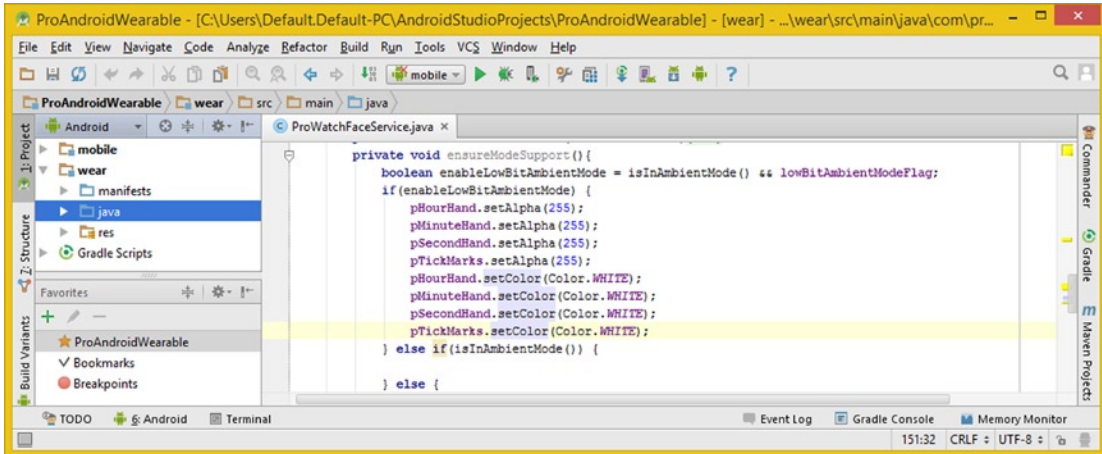 ProAndroidWearable - [C:\Users\Default.Default-PC\AndroidStudioProjects\ProAndroidWearable] - [wear] - ...\wear\src\main\java\com\pr...
File Edit View Navigate Code Analyze Refactor Build Run Tools VCS Window Help
mobile
ProAndroidWearable wear src main java
1: Project
Android
ProWatchFaceService.java
mobile
wear
manifests
java
res
Gradle Scripts
7: Structure
Favorites
ProAndroidWearable
Bookmarks
Breakpoints
Build Variants
private void ensureModeSupport(){
boolean enableLowBitAmbientMode = isInAmbientMode() && lowBitAmbientModeFlag;
if(enableLowBitAmbientMode) {
pHourHand.setAlpha(255);
pMinuteHand.setAlpha(255);
pSecondHand.setAlpha(255);
pTickMarks.setAlpha(255);
pHourHand.setColor(Color.WHITE);
pMinuteHand.setColor(Color.WHITE);
pSecondHand.setColor(Color.WHITE);
pTickMarks.setColor(Color.WHITE);
} else if(isInAmbientMode()) {
} else {
Commander
Gradle
m Maven Projects
TODO 6: Android Terminal Event Log Gradle Console Memory Monitor
151:32 CRLF UTF-8